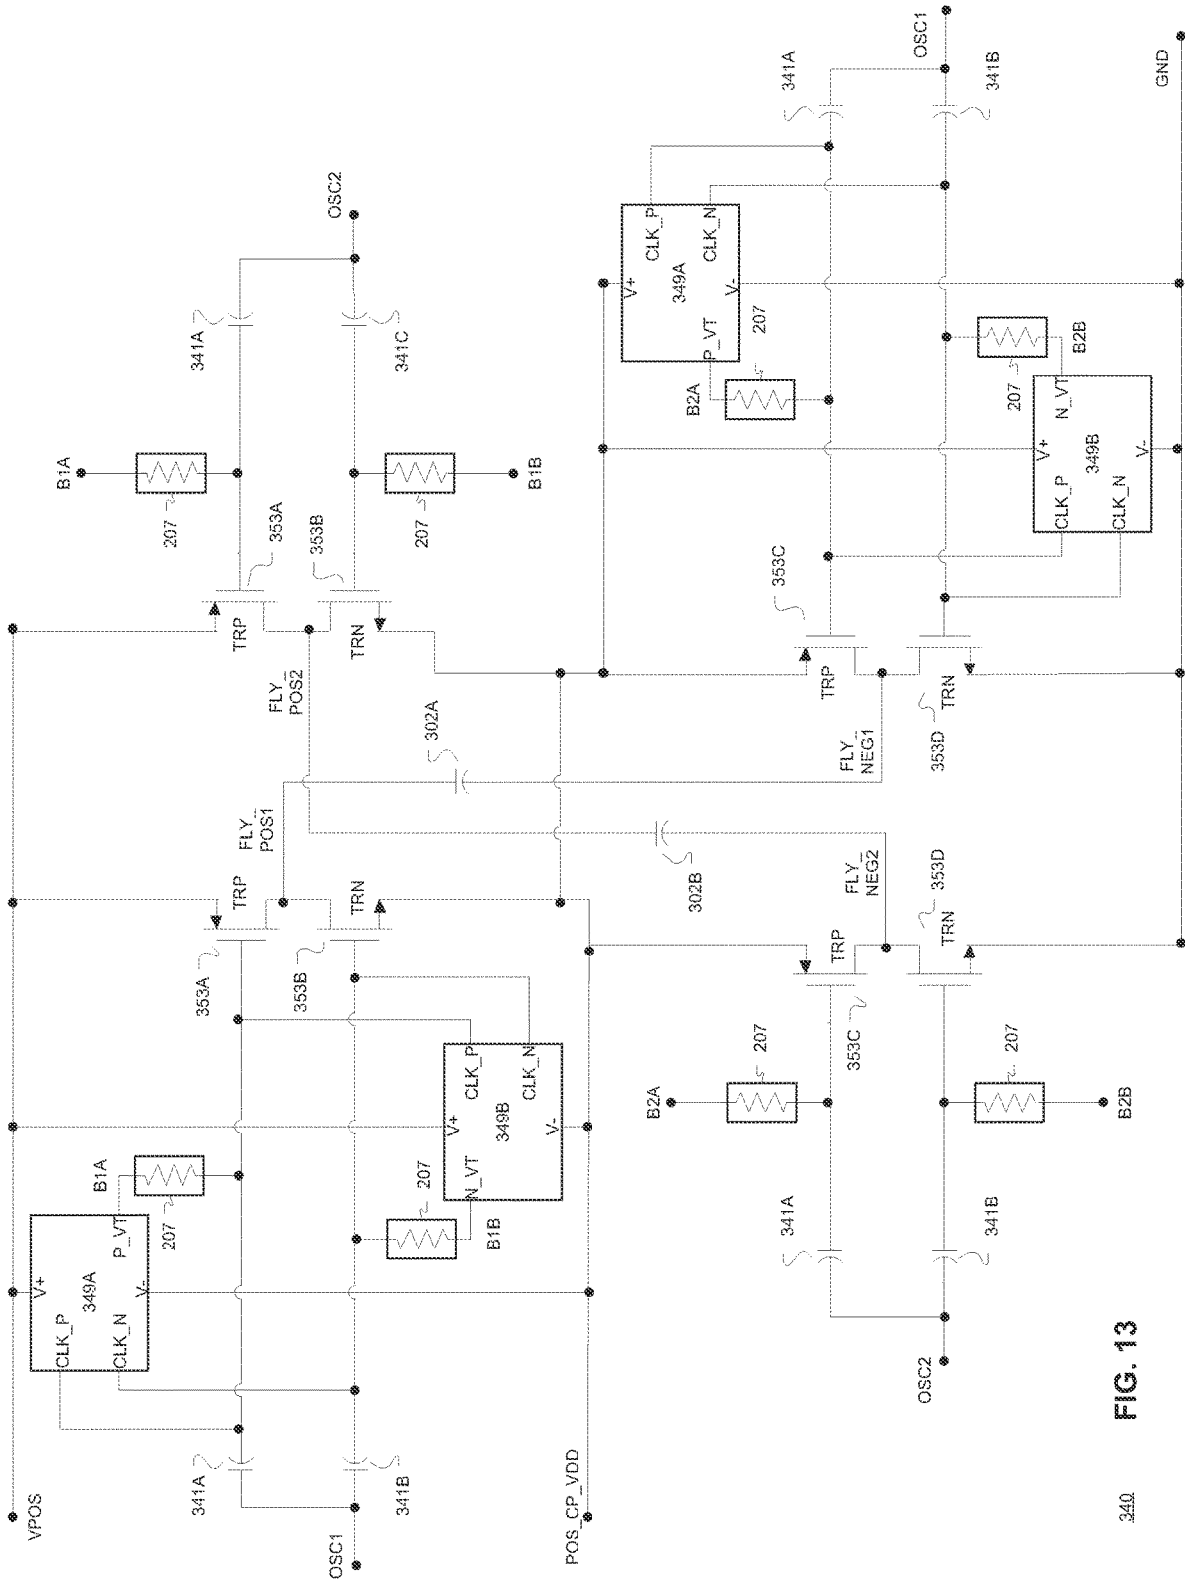 VPOS
V+
CLK_P
349A
P_VT
CLK_N
V-
B1A
207
341A
341B
OSC1
POS_CP_VDD
353A
353B
TRP
TRN
V+
CLK_P
349B
N_VT
CLK_N
V-
207
B1B
FLY_
POS1
FLY_
POS2
302A
302B
B1A
207
353A
TRP
353B
TRN
207
B1B
341A
341C
OSC2
OSC2
341A
341B
B2A
207
207
B2B
353C
TRP
353D
TRN
FLY_
NEG2
FLY_
NEG1
353C
TRP
TRN
353D
V+
CLK_P
349A
P_VT
CLK_N
V-
B2A
207
V+
CLK_P
349B
N_VT
CLK_N
V-
207
B2B
341A
341B
OSC1
GND
340
FIG. 13